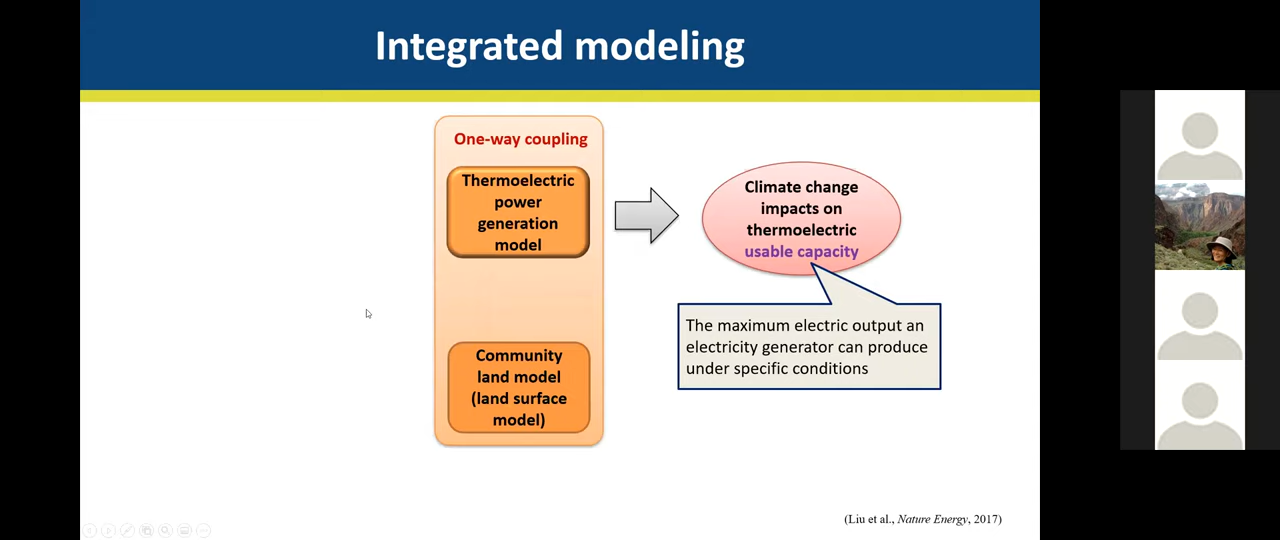 Integrated modeling
One-way coupling
Thermoelectric
power
generation
model
Community
land model
(land surface
model)
Climate change
impacts on
thermoelectric
usable capacity
The maximum electric output an
electricity generator can produce
under specific conditions
(Liu et al., Nature Energy, 2017)